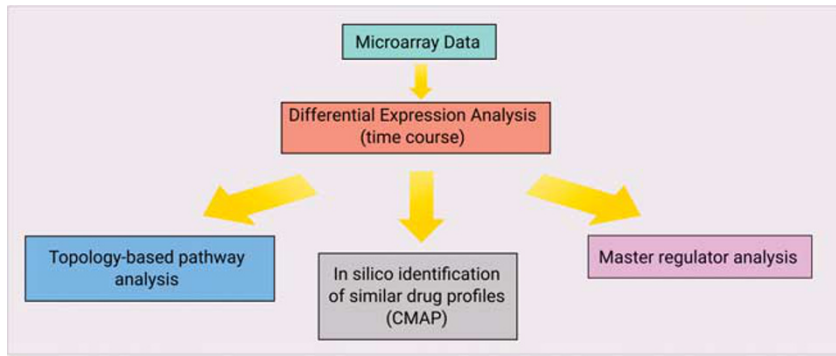 Microarray Data
Differential Expression Analysis
(time course)
Topology-based pathway
analysis
In silico identification
of similar drug profiles
(CMAP)
Master regulator analysis